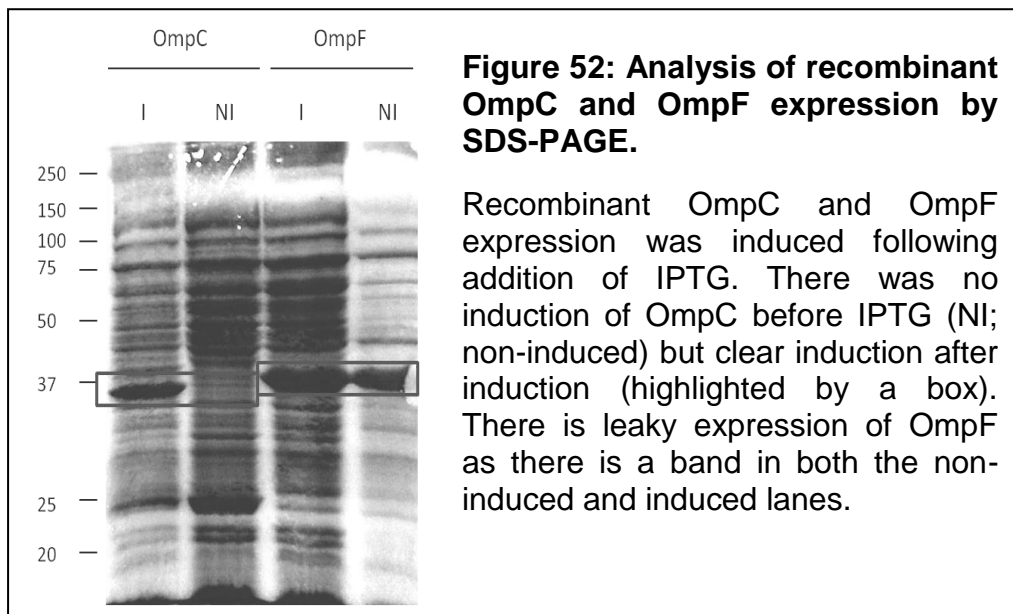 OmpC OmpF
I NI I NI
250
150
100
75
50
37
25
20
Figure 52: Analysis of recombinant
OmpC and OmpF expression by
SDS-PAGE.
Recombinant OmpC and OmpF
expression was induced following
addition of IPTG. There was no
induction of OmpC before IPTG (NI;
non-induced) but clear induction after
induction (highlighted by a box).
There is leaky expression of OmpF
as there is a band in both the non-
induced and induced lanes.